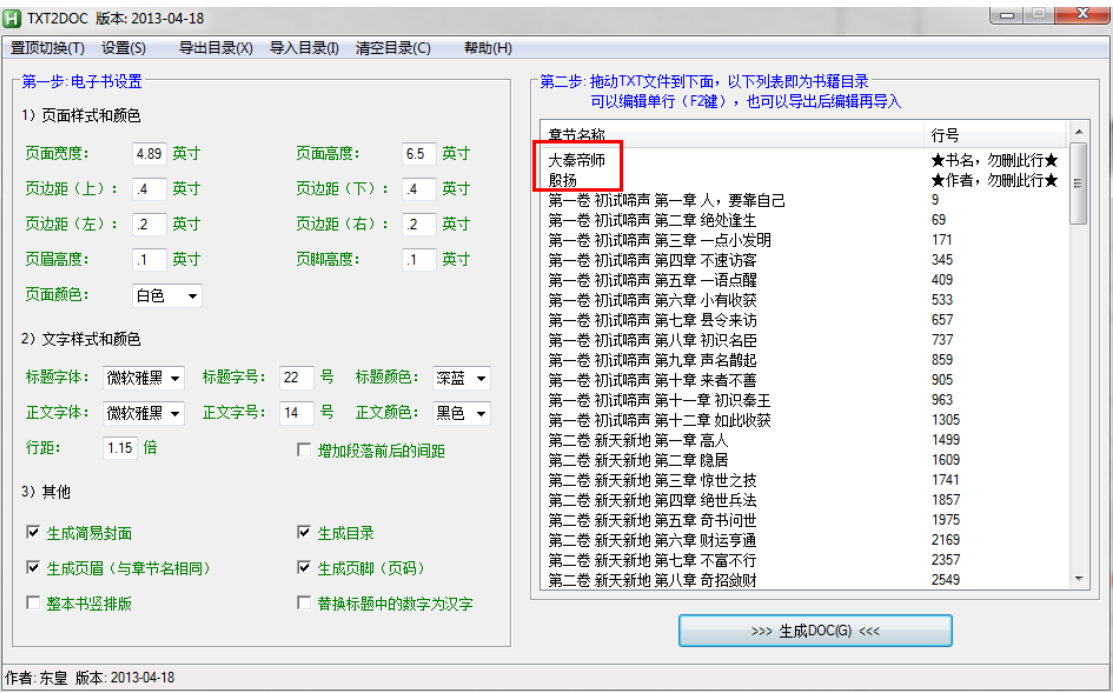 TXT2DOC 版本: 2013-04-18
置顶切换(T) 设置(S) 导出目录(X) 导入目录(I) 清空目录(C) 帮助(H)
第一步: 电子书设置
1) 页面样式和颜色
页面宽度: 4.89 英寸 页面高度: 6.5 英寸
页边距(上): .4 英寸 页边距(下): .4 英寸
页边距(左): .2 英寸 页边距(右): .2 英寸
页眉高度: .1 英寸 页脚高度: .1 英寸
页面颜色: 白色
2) 文字样式和颜色
标题字体: 微软雅黑 标题字号: 22 号 标题颜色: 深蓝
正文字体: 微软雅黑 正文字号: 14 号 正文颜色: 黑色
行距: 1.15 倍 增加段落前后的间距
3) 其他
生成简易封面 生成目录
生成页眉(与章节名相同) 生成页脚(页码)
整本书竖排版 替换标题中的数字为汉字
第二步: 拖动TXT文件到下面，以下列表即为书籍目录
可以编辑单行（F2键），也可以导出后编辑再导入
章节名称 行号
大秦帝师 ★书名，勿删此行★
殷扬 ★作者，勿删此行★
第一卷 初试啼声 第一章 人，要靠自己 9
第一卷 初试啼声 第二章 绝处逢生 69
第一卷 初试啼声 第三章 一点小发明 171
第一卷 初试啼声 第四章 不速访客 345
第一卷 初试啼声 第五章 一语点醒 409
第一卷 初试啼声 第六章 小有收获 533
第一卷 初试啼声 第七章 县令来访 657
第一卷 初试啼声 第八章 初识名臣 737
第一卷 初试啼声 第九章 声名鹊起 859
第一卷 初试啼声 第十章 来者不善 905
第一卷 初试啼声 第十一章 初识秦王 963
第一卷 初试啼声 第十二章 如此收获 1305
第二卷 新天新地 第一章 高人 1499
第二卷 新天新地 第二章 隐居 1609
第二卷 新天新地 第三章 惊世之技 1741
第二卷 新天新地 第四章 绝世兵法 1857
第二卷 新天新地 第五章 奇书问世 1975
第二卷 新天新地 第六章 财运亨通 2169
第二卷 新天新地 第七章 不富不行 2357
第二卷 新天新地 第八章 奇招敛财 2549
>>> 生成DOC(G) <<<
作者: 东皇 版本: 2013-04-18